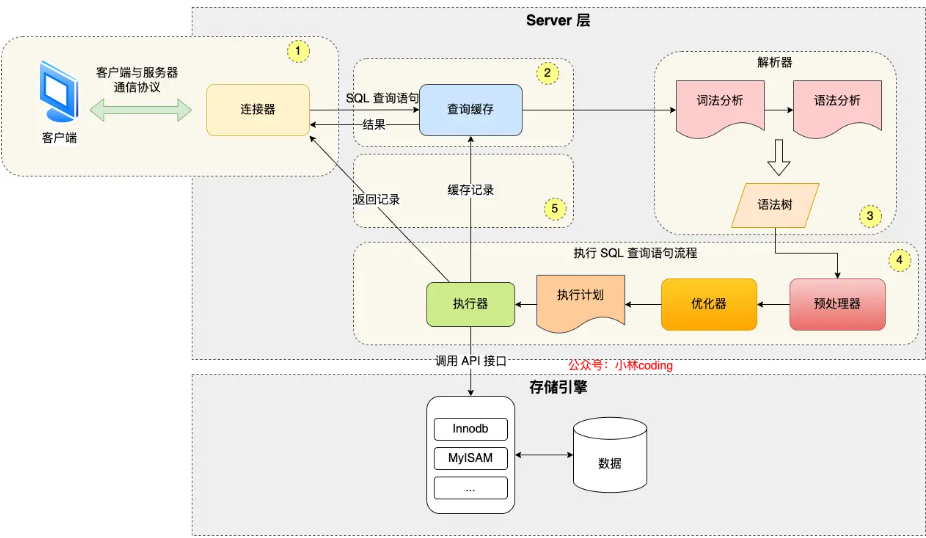 Server 层
1
客户端与服务器
通信协议
客户端
连接器
SQL 查询语句
结果
2
查询缓存
解析器
词法分析
语法分析
语法树
3
返回记录
缓存记录
5
执行 SQL 查询语句流程
4
执行器
执行计划
优化器
预处理器
调用 API 接口
公众号：小林coding
存储引擎
Innodb
MyISAM
...
数据